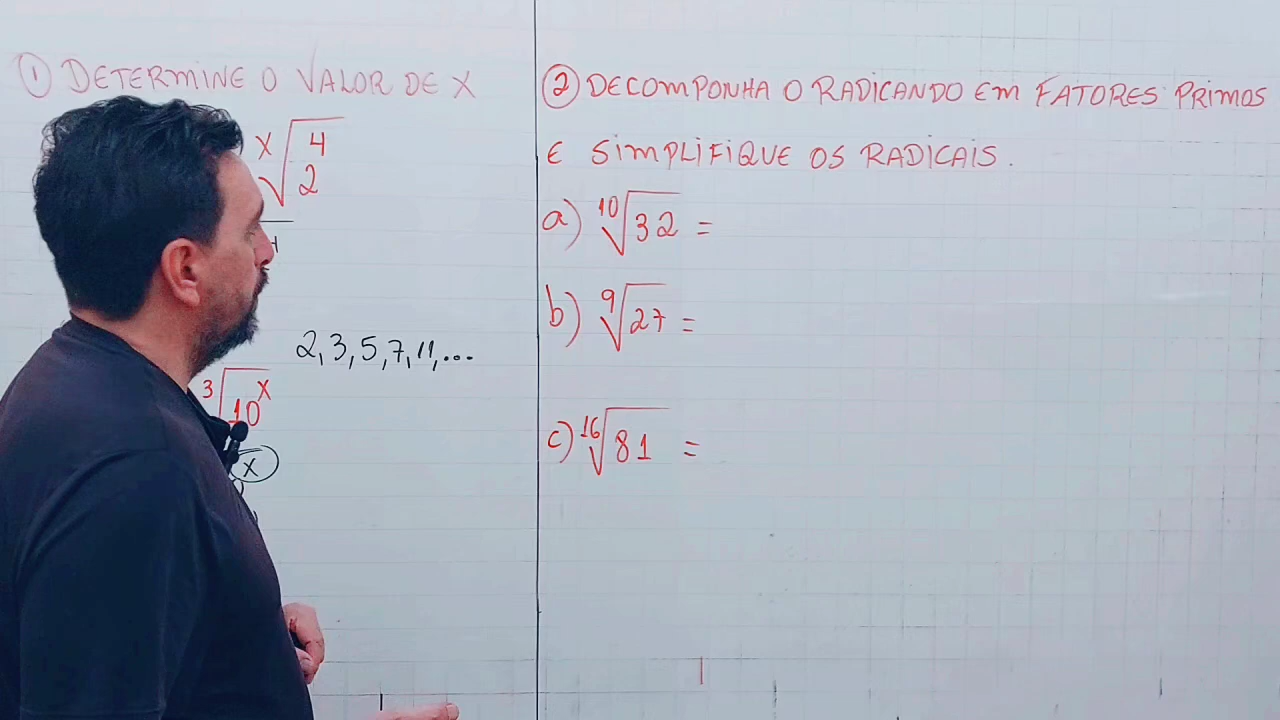 ① DETERMINE O VALOR DE X
x√4
2
2, 3, 5, 7, 11, ...
3√10^x
x
② DECOMPONHA O RADICANDO EM FATORES PRIMOS
E SIMPLIFIQUE OS RADICAIS.
a) 10√32 =
b) 9√27 =
c) 16√81 =